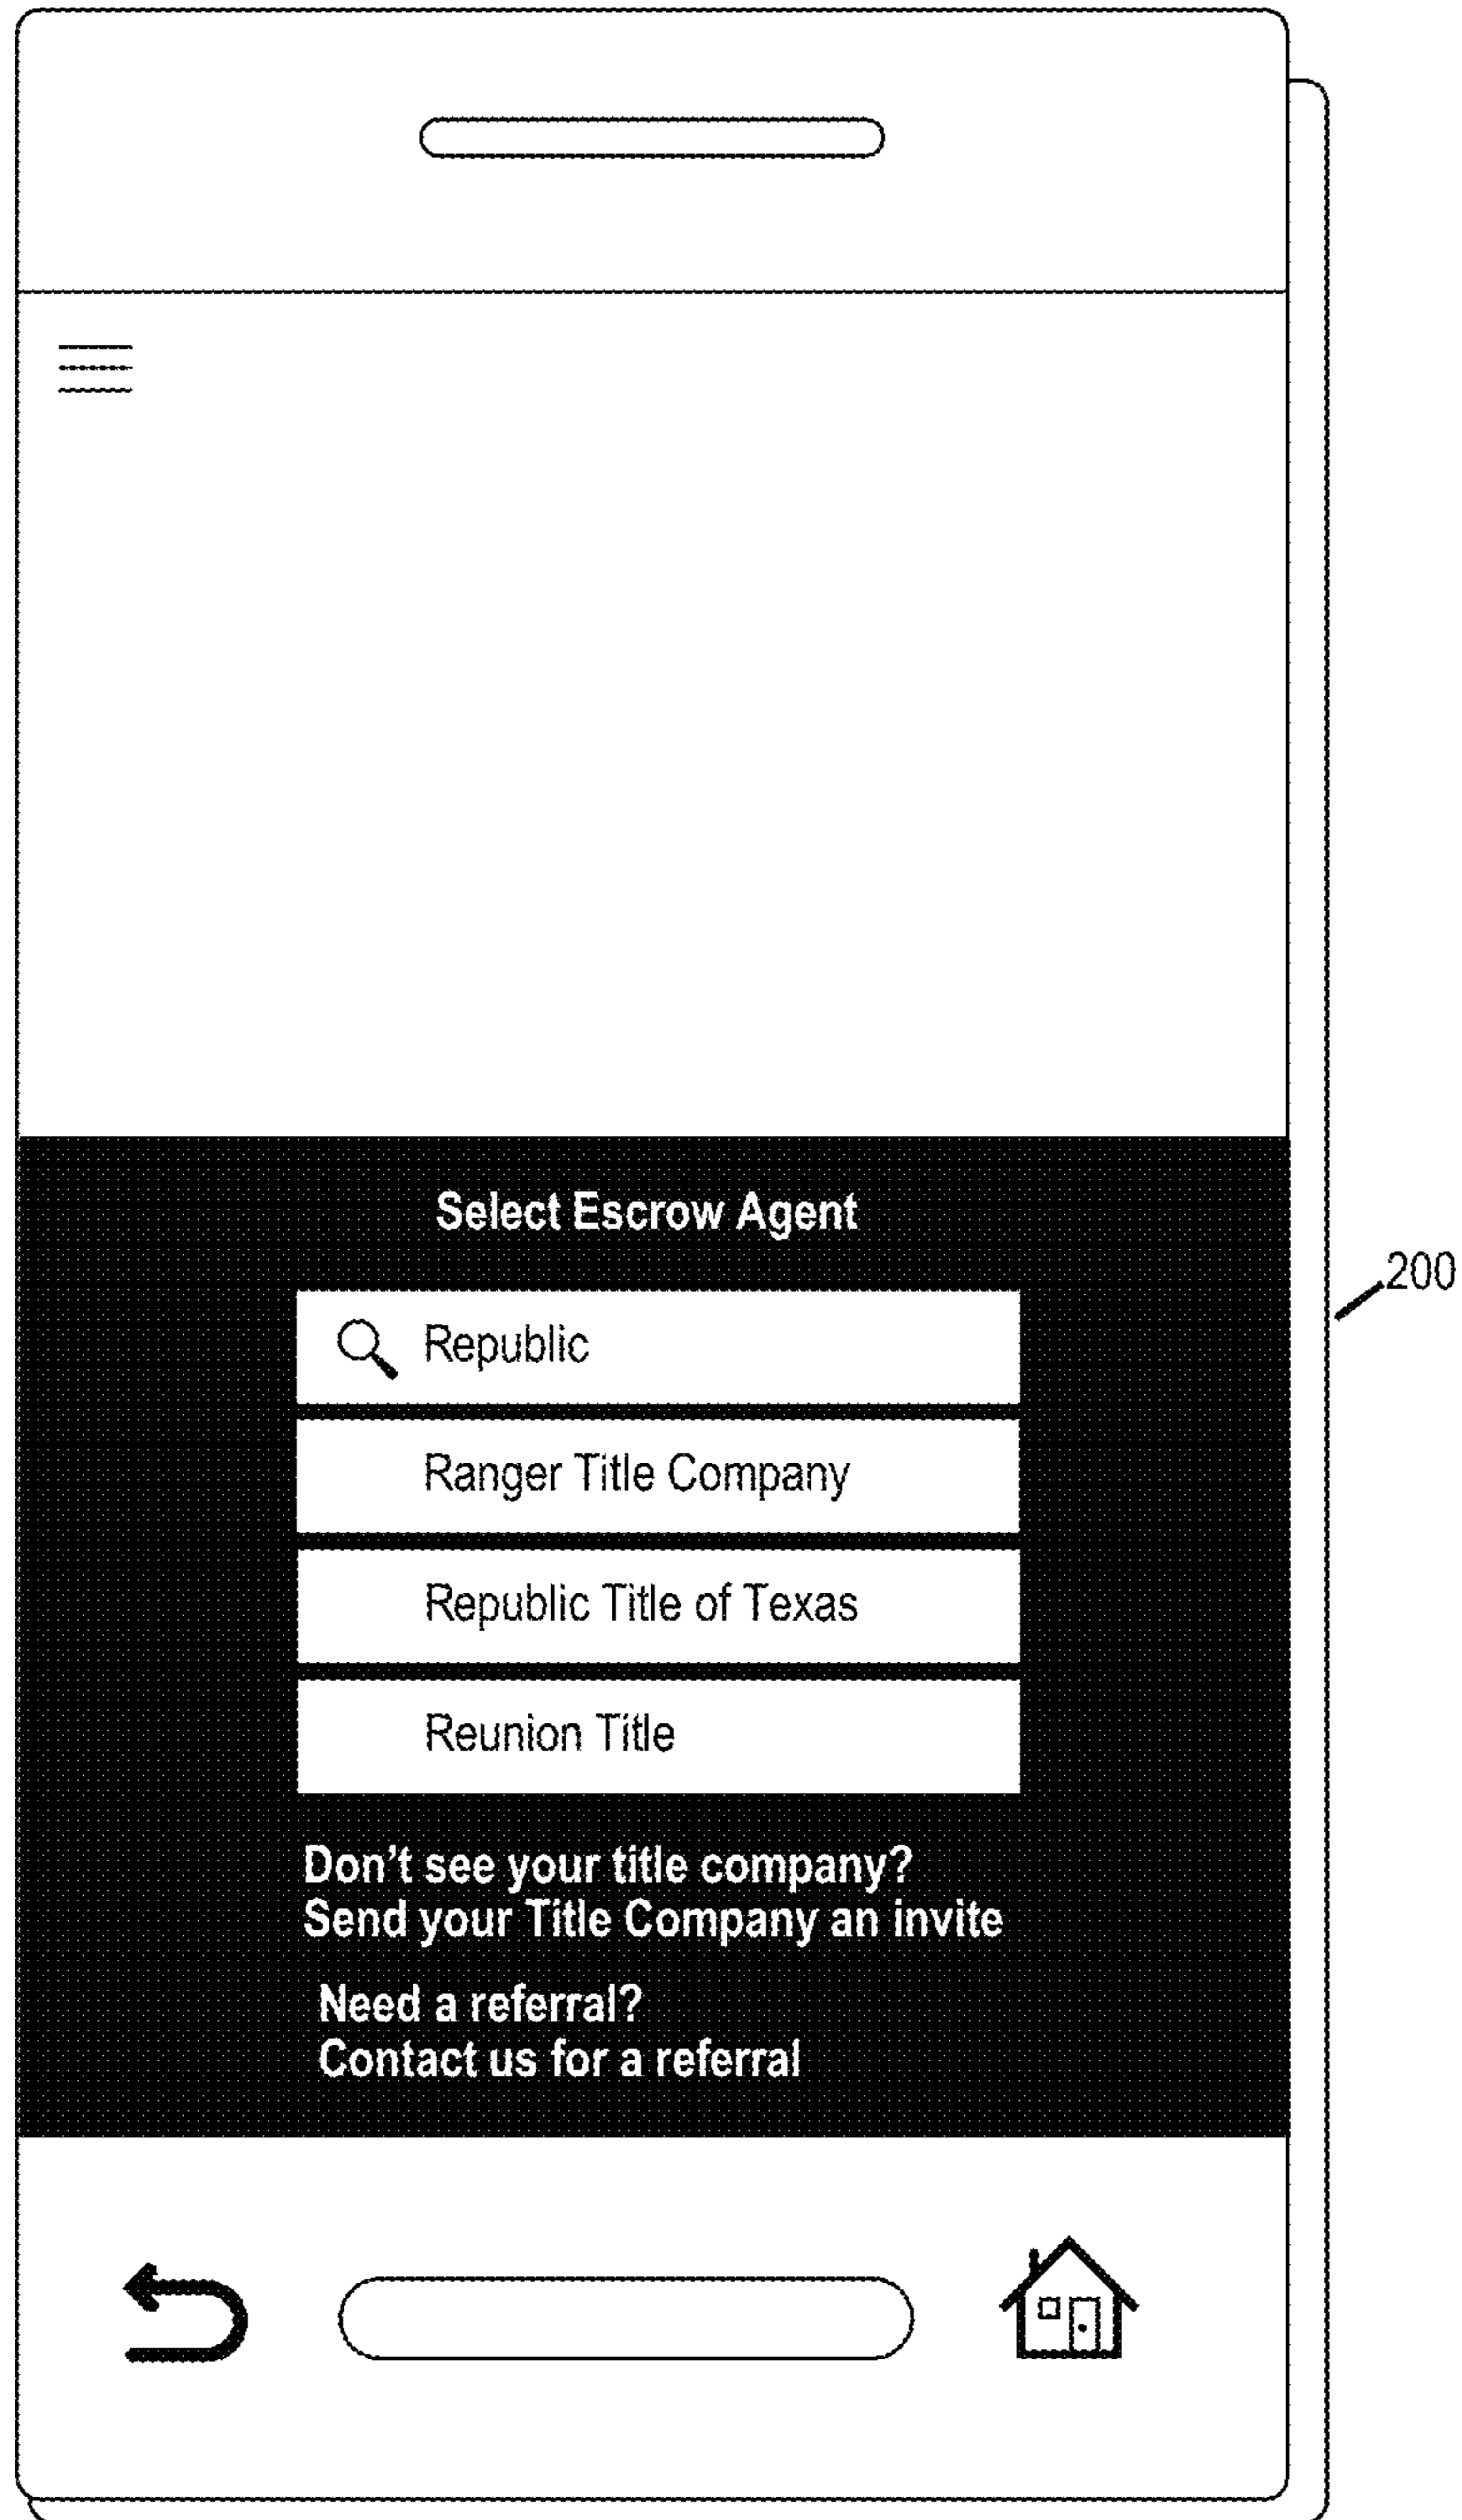 Select Escrow Agent
200
Republic
Ranger Title Company
Republic Title of Texas
Reunion Title
Don't see your title company?
Send your Title Company an invite
Need a referral?
Contact us for a referral